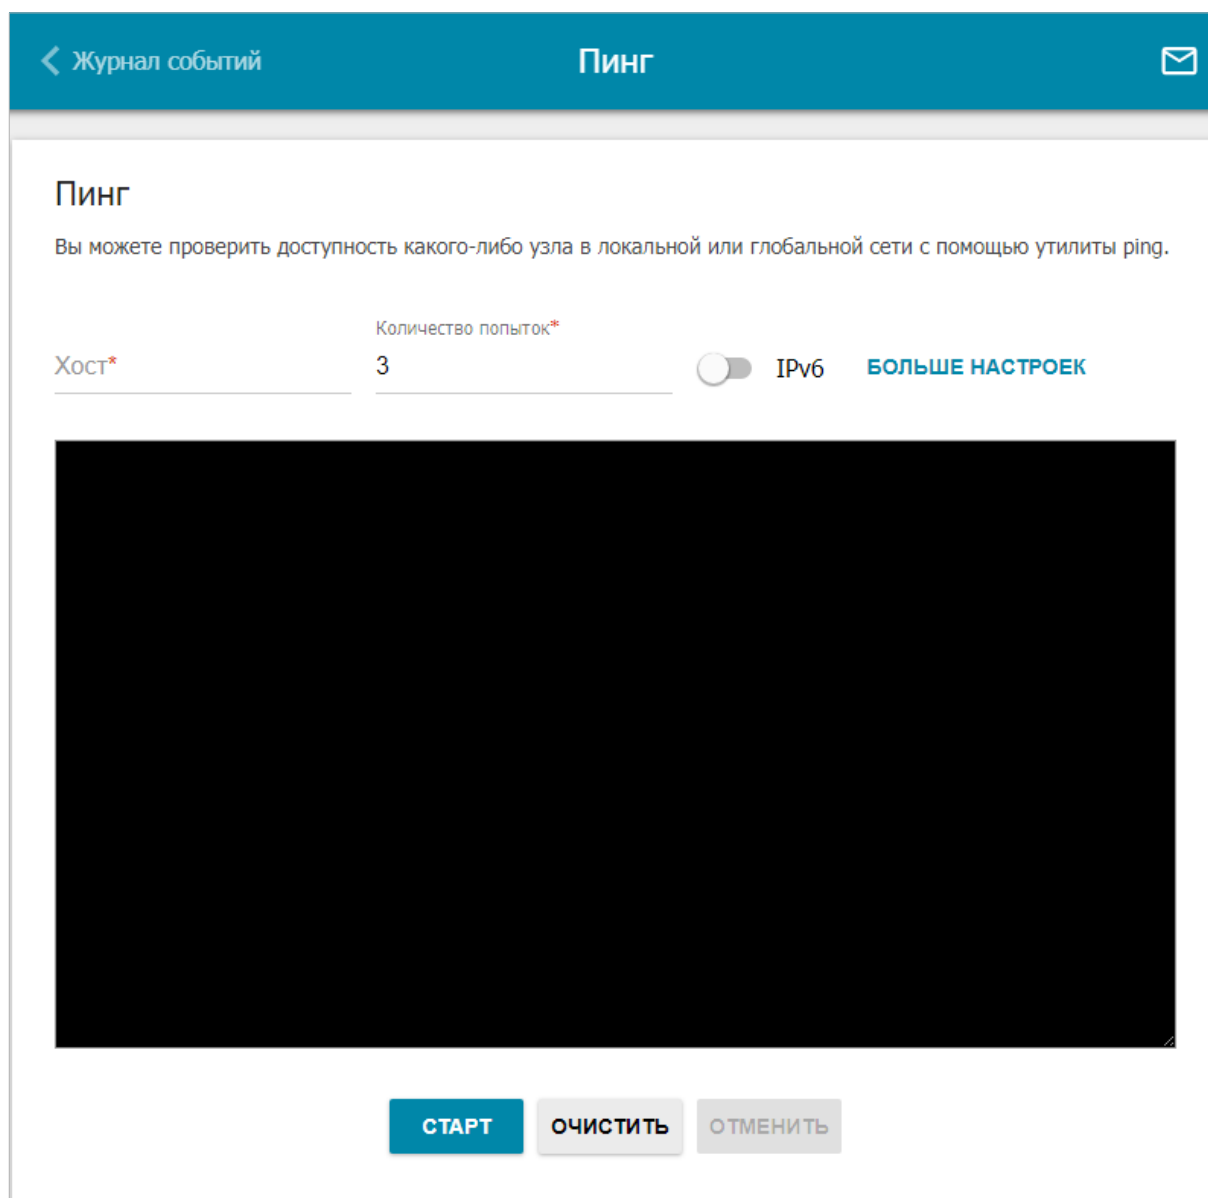 Журнал событий
Пинг
Пинг
Вы можете проверить доступность какого-либо узла в локальной или глобальной сети с помощью утилиты ping.
Хост*
Количество попыток*
3
IPv6
БОЛЬШЕ НАСТРОЕК
СТАРТ
ОЧИСТИТЬ
ОТМЕНИТЬ